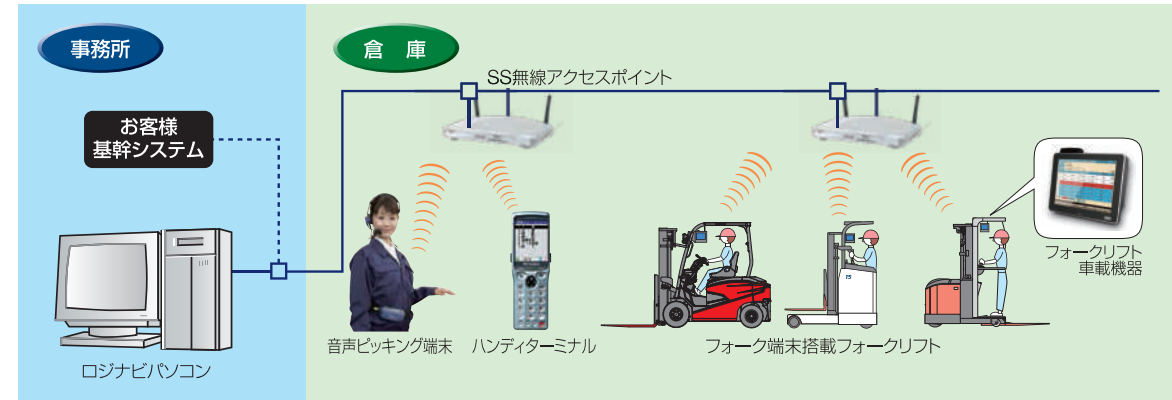 事務所
倉 庫
SS無線アクセスポイント
お客様
基幹システム
フォークリフト
車載機器
音声ピッキング端末
ハンディターミナル
フォーク端末搭載フォークリフト
ロジナビパソコン
15